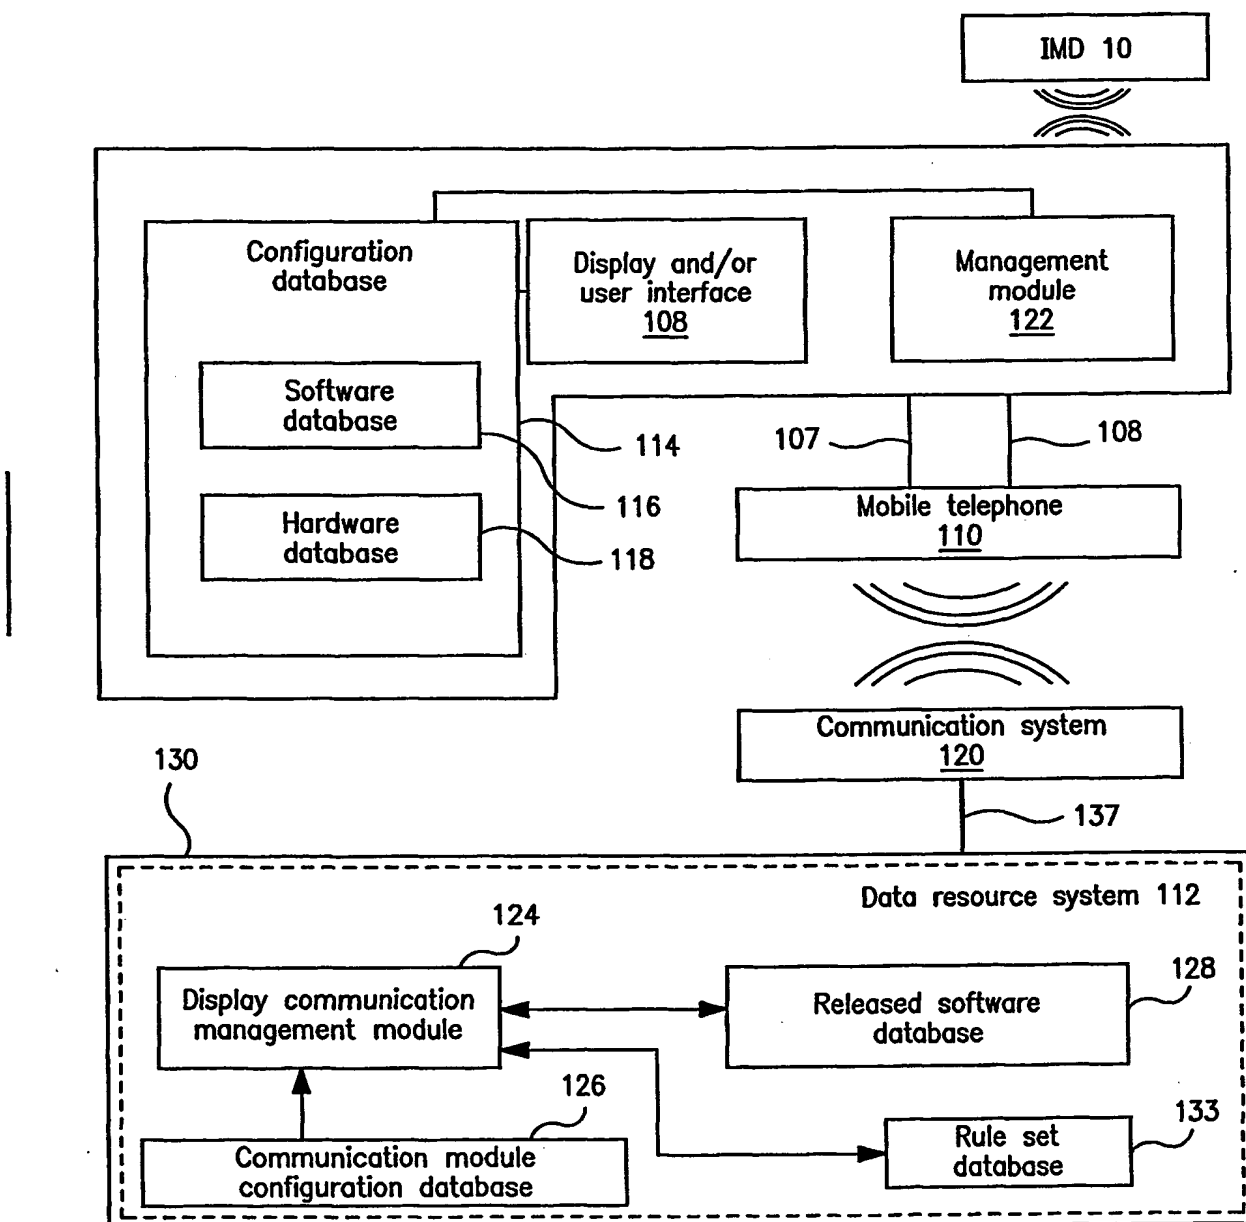 IMD 10
Configuration
database
Display and/or
user interface
108
Management
module
122
Software
database
114
107
108
116
Hardware
database
118
Mobile telephone
110
Communication system
120
130
137
Data resource system 112
124
Display communication
management module
128
Released software
database
126
Communication module
configuration database
133
Rule set
database